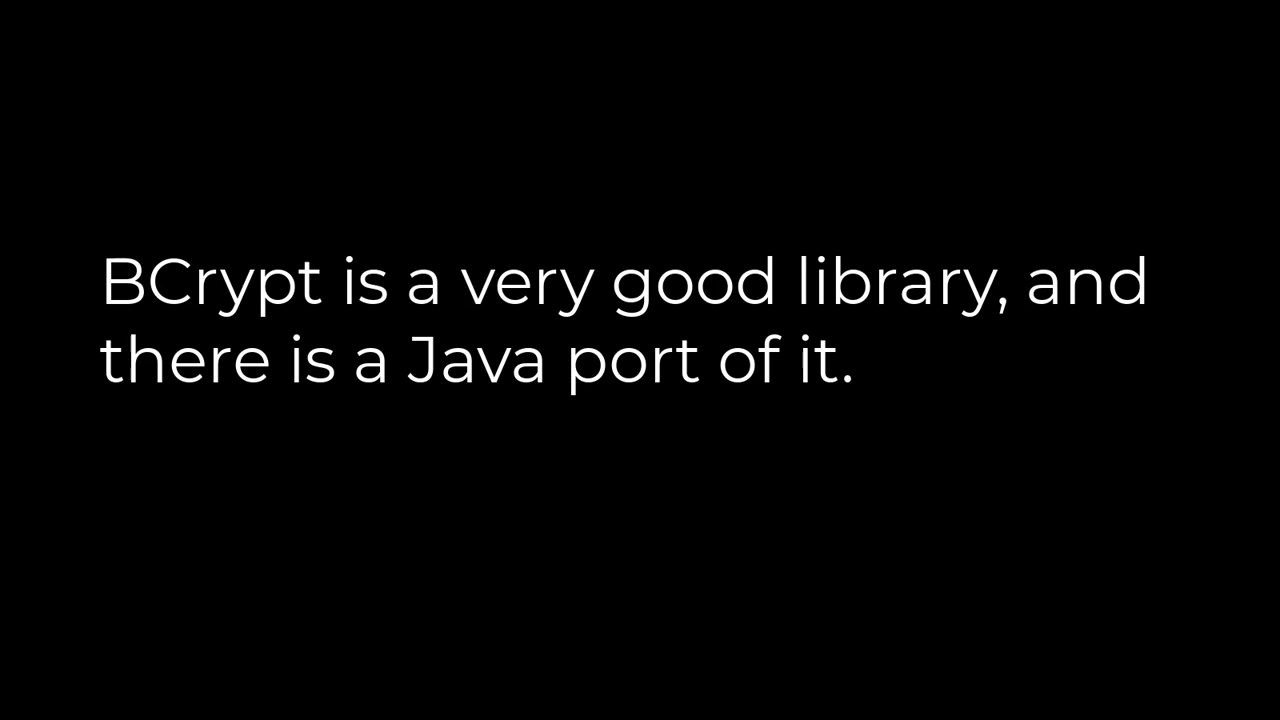 BCrypt is a very good library, and
there is a Java port of it.